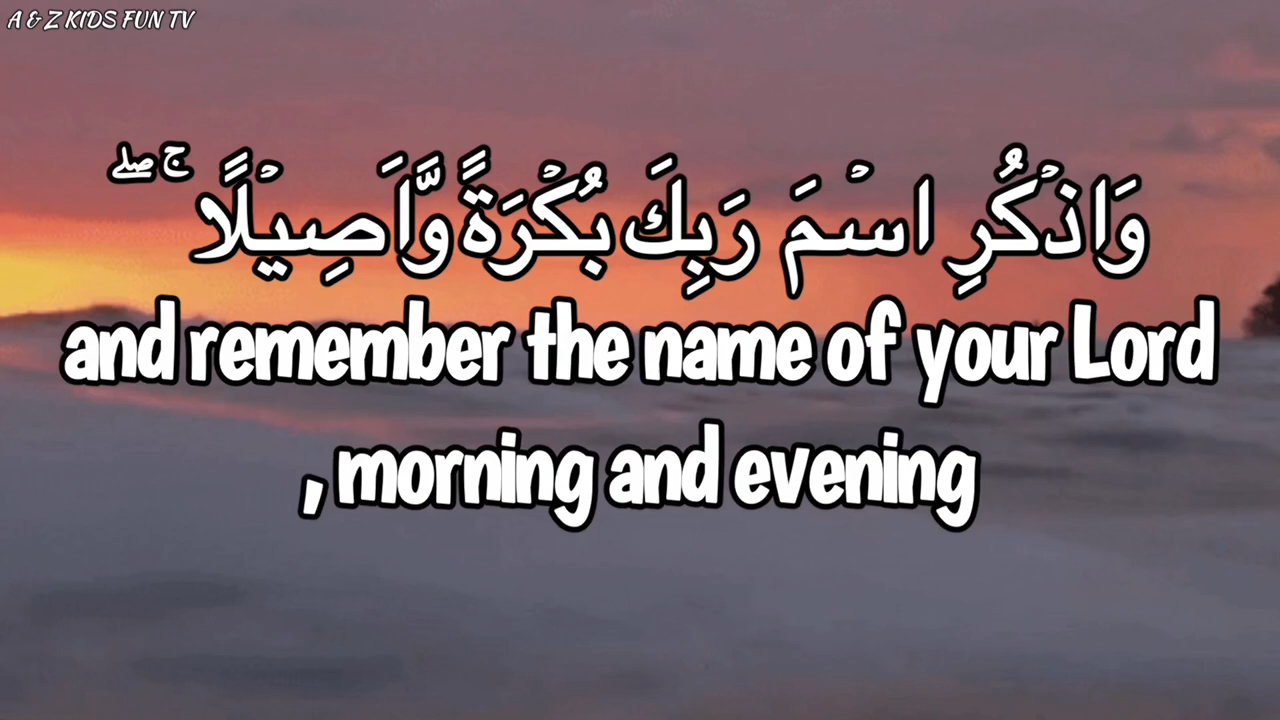 A & Z KIDS FUN TV
وَاذۡكُرِ اسۡمَ رَبِكَ بُكۡرَةً وَّاَصِيۡلًا ۚ ۖ
and remember the name of your Lord
, morning and evening